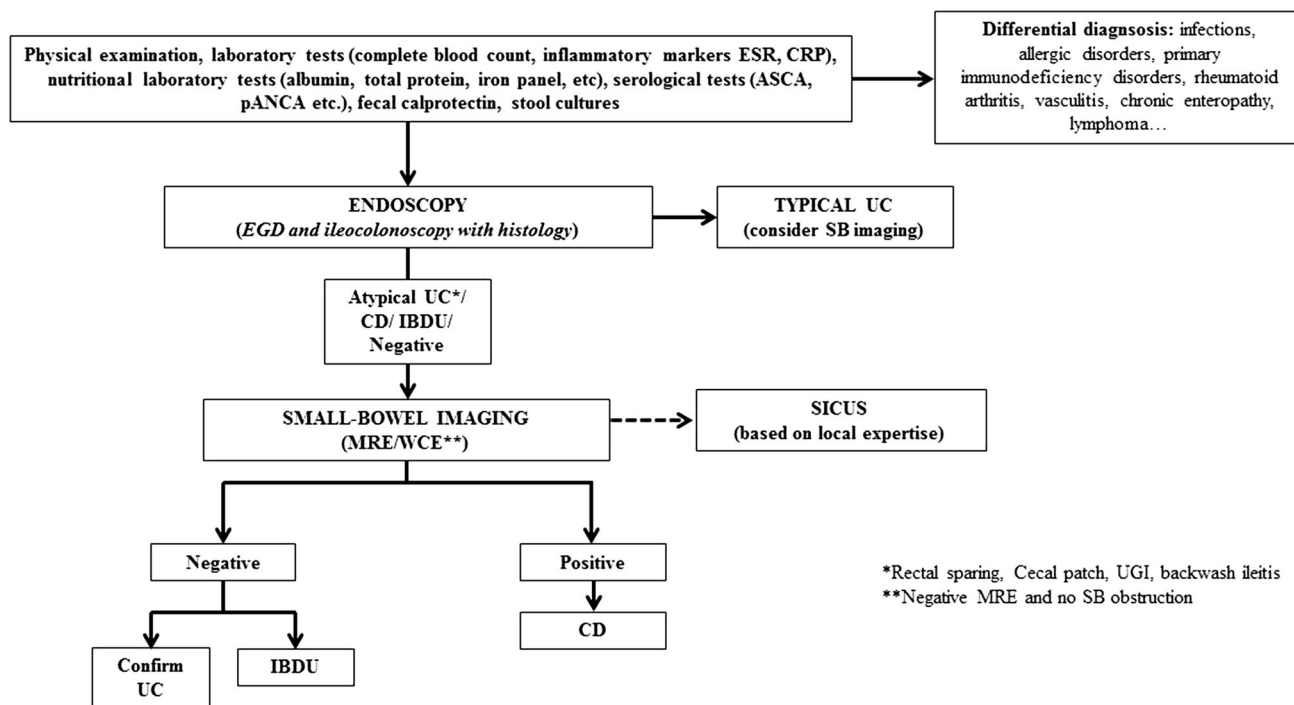 Physical examination, laboratory tests (complete blood count, inflammatory markers ESR, CRP),
nutritional laboratory tests (albumin, total protein, iron panel, etc), serological tests (ASCA,
pANCA etc.), fecal calprotectin, stool cultures
Differential diagnsosis: infections,
allergic disorders, primary
immunodeficiency disorders, rheumatoid
arthritis, vasculitis, chronic enteropathy,
lymphoma…
ENDOSCOPY
(EGD and ileocolonoscopy with histology)
TYPICAL UC
(consider SB imaging)
Atypical UC*/
CD/ IBDU/
Negative
SMALL-BOWEL IMAGING
(MRE/WCE**)
SICUS
(based on local expertise)
Negative
Positive
Confirm
UC
IBDU
CD
*Rectal sparing, Cecal patch, UGI, backwash ileitis
**Negative MRE and no SB obstruction